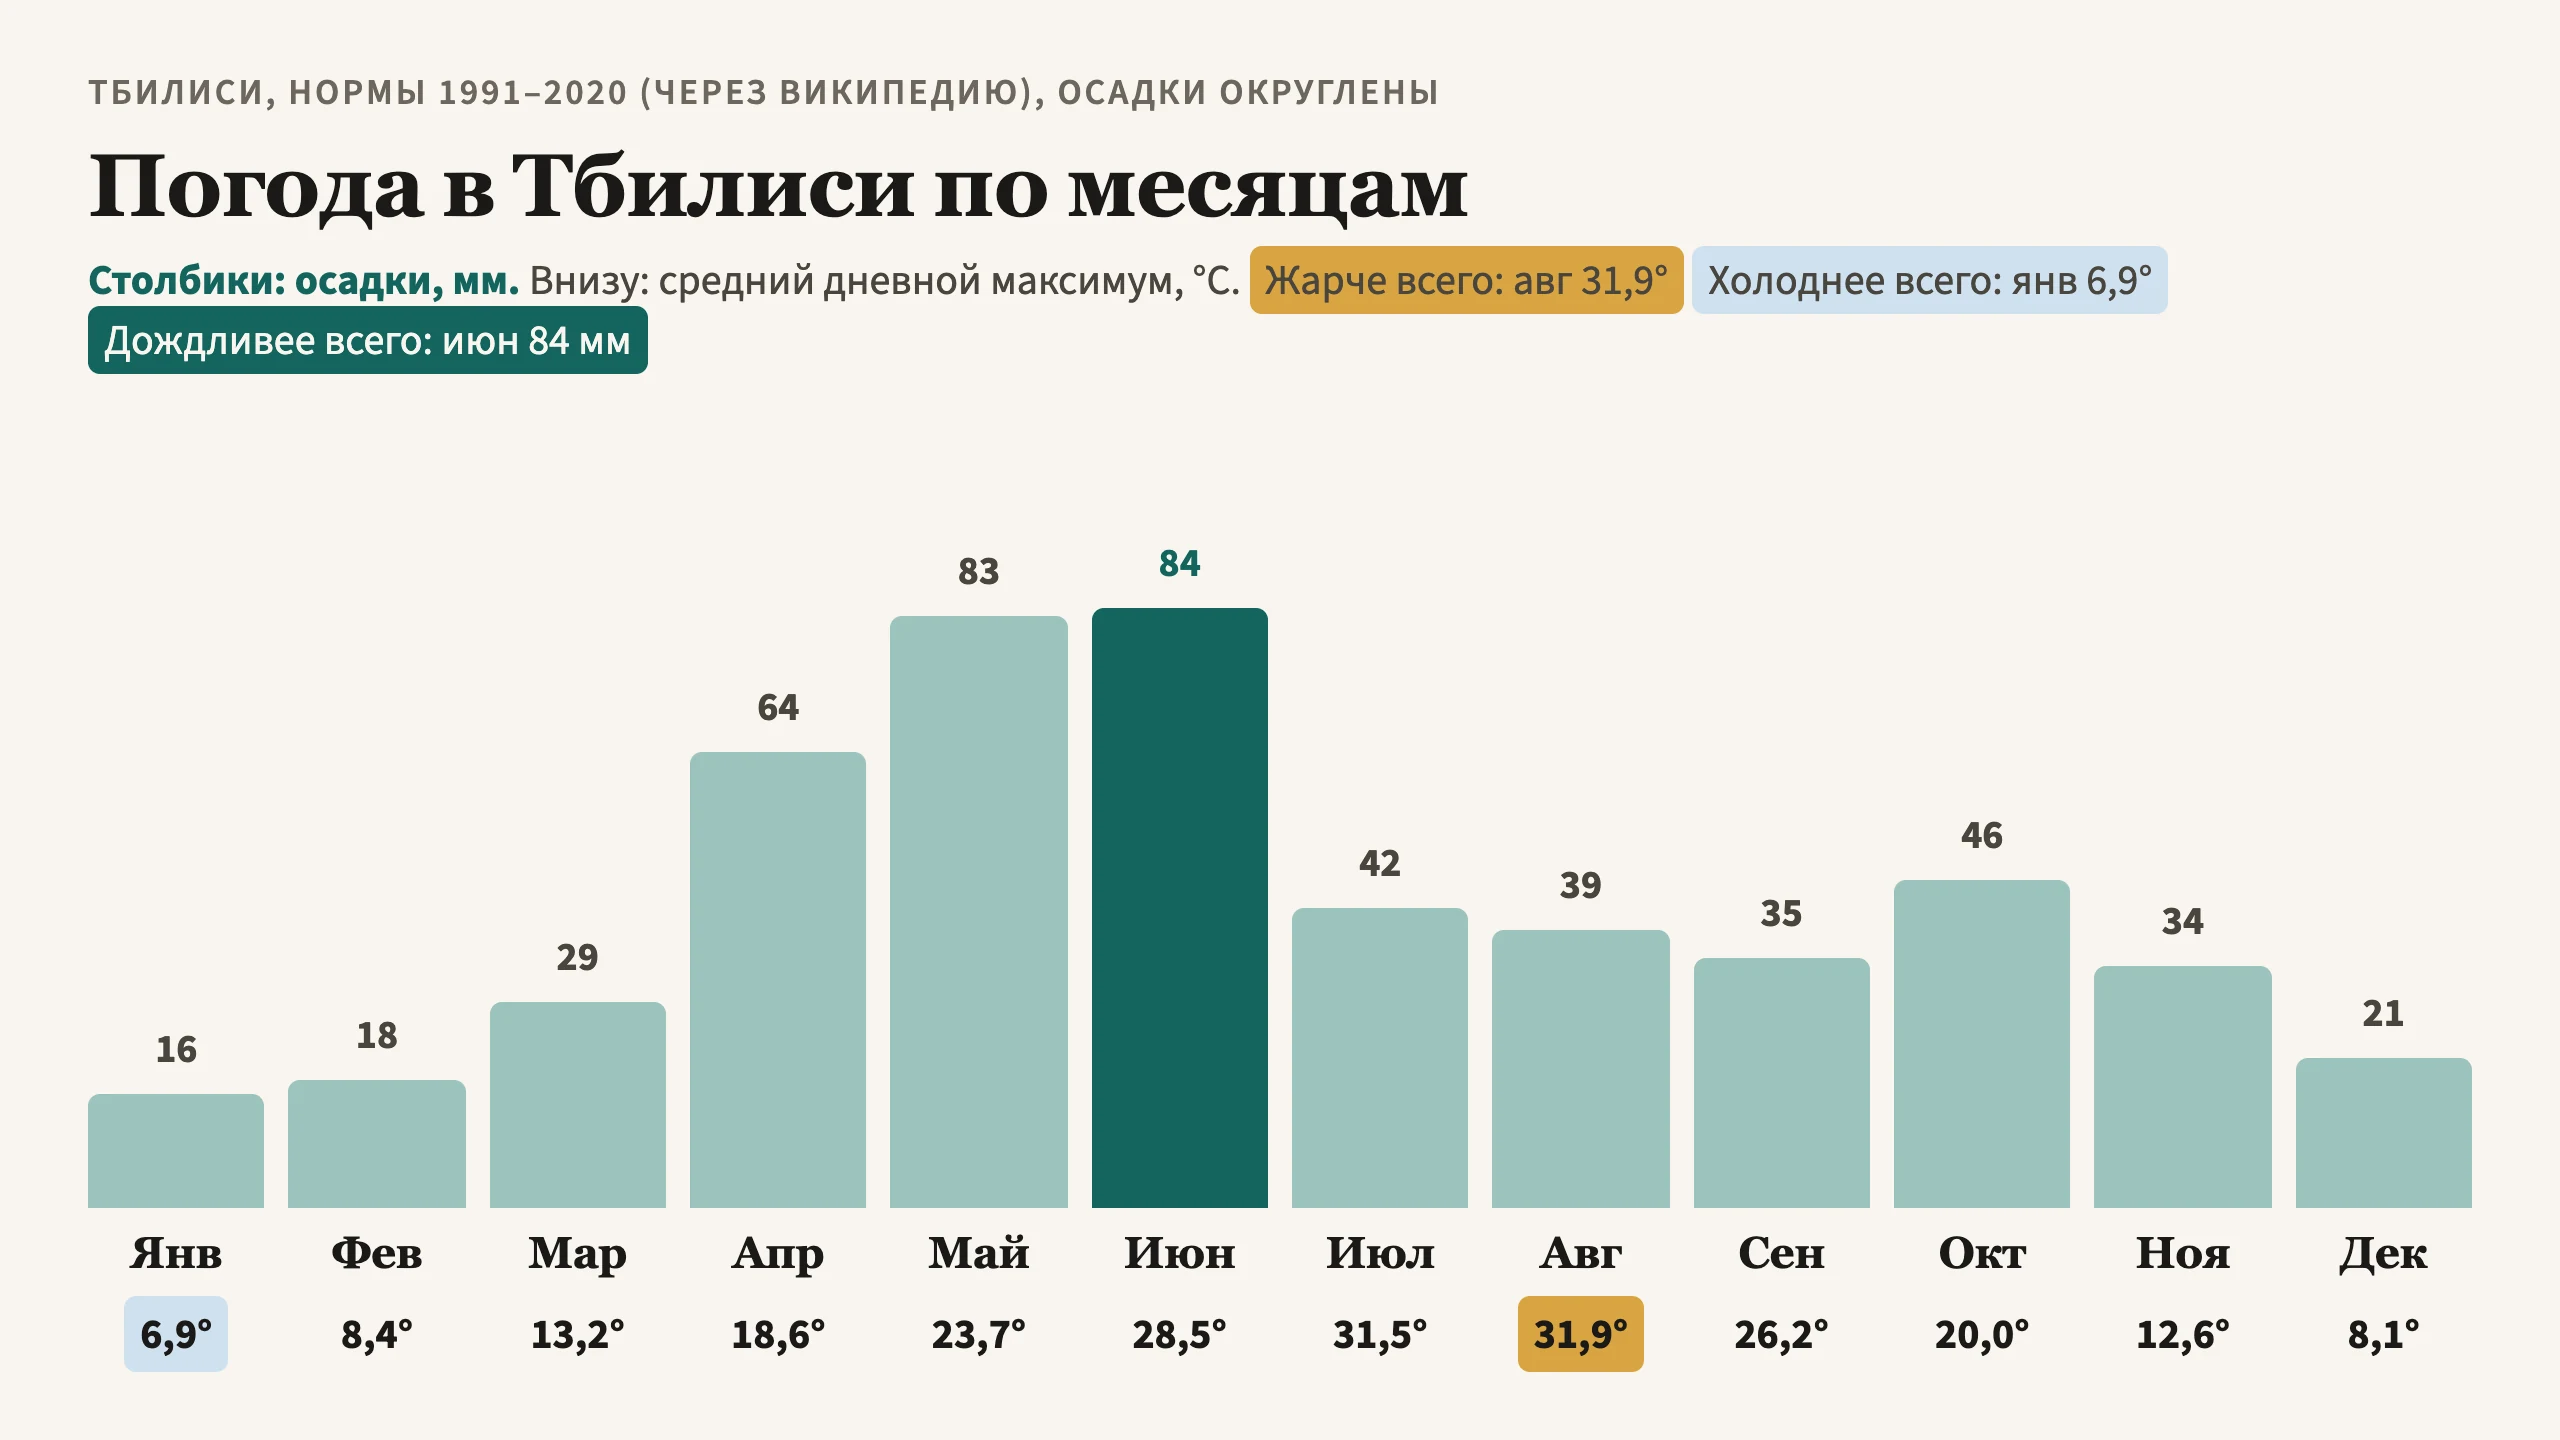 ТБИЛИСИ, НОРМЫ 1991–2020 (ЧЕРЕЗ ВИКИПЕДИЮ), ОСАДКИ ОКРУГЛЕНЫ
Погода в Тбилиси по месяцам
Столбики: осадки, мм. Внизу: средний дневной максимум, °C. Жарче всего: авг 31,9° Холоднее всего: янв 6,9°
Дождливее всего: июн 84 мм
16 18 29 64 83 84 42 39 35 46 34 21
Янв Фев Мар Апр Май Июн Июл Авг Сен Окт Ноя Дек
6,9° 8,4° 13,2° 18,6° 23,7° 28,5° 31,5° 31,9° 26,2° 20,0° 12,6° 8,1°